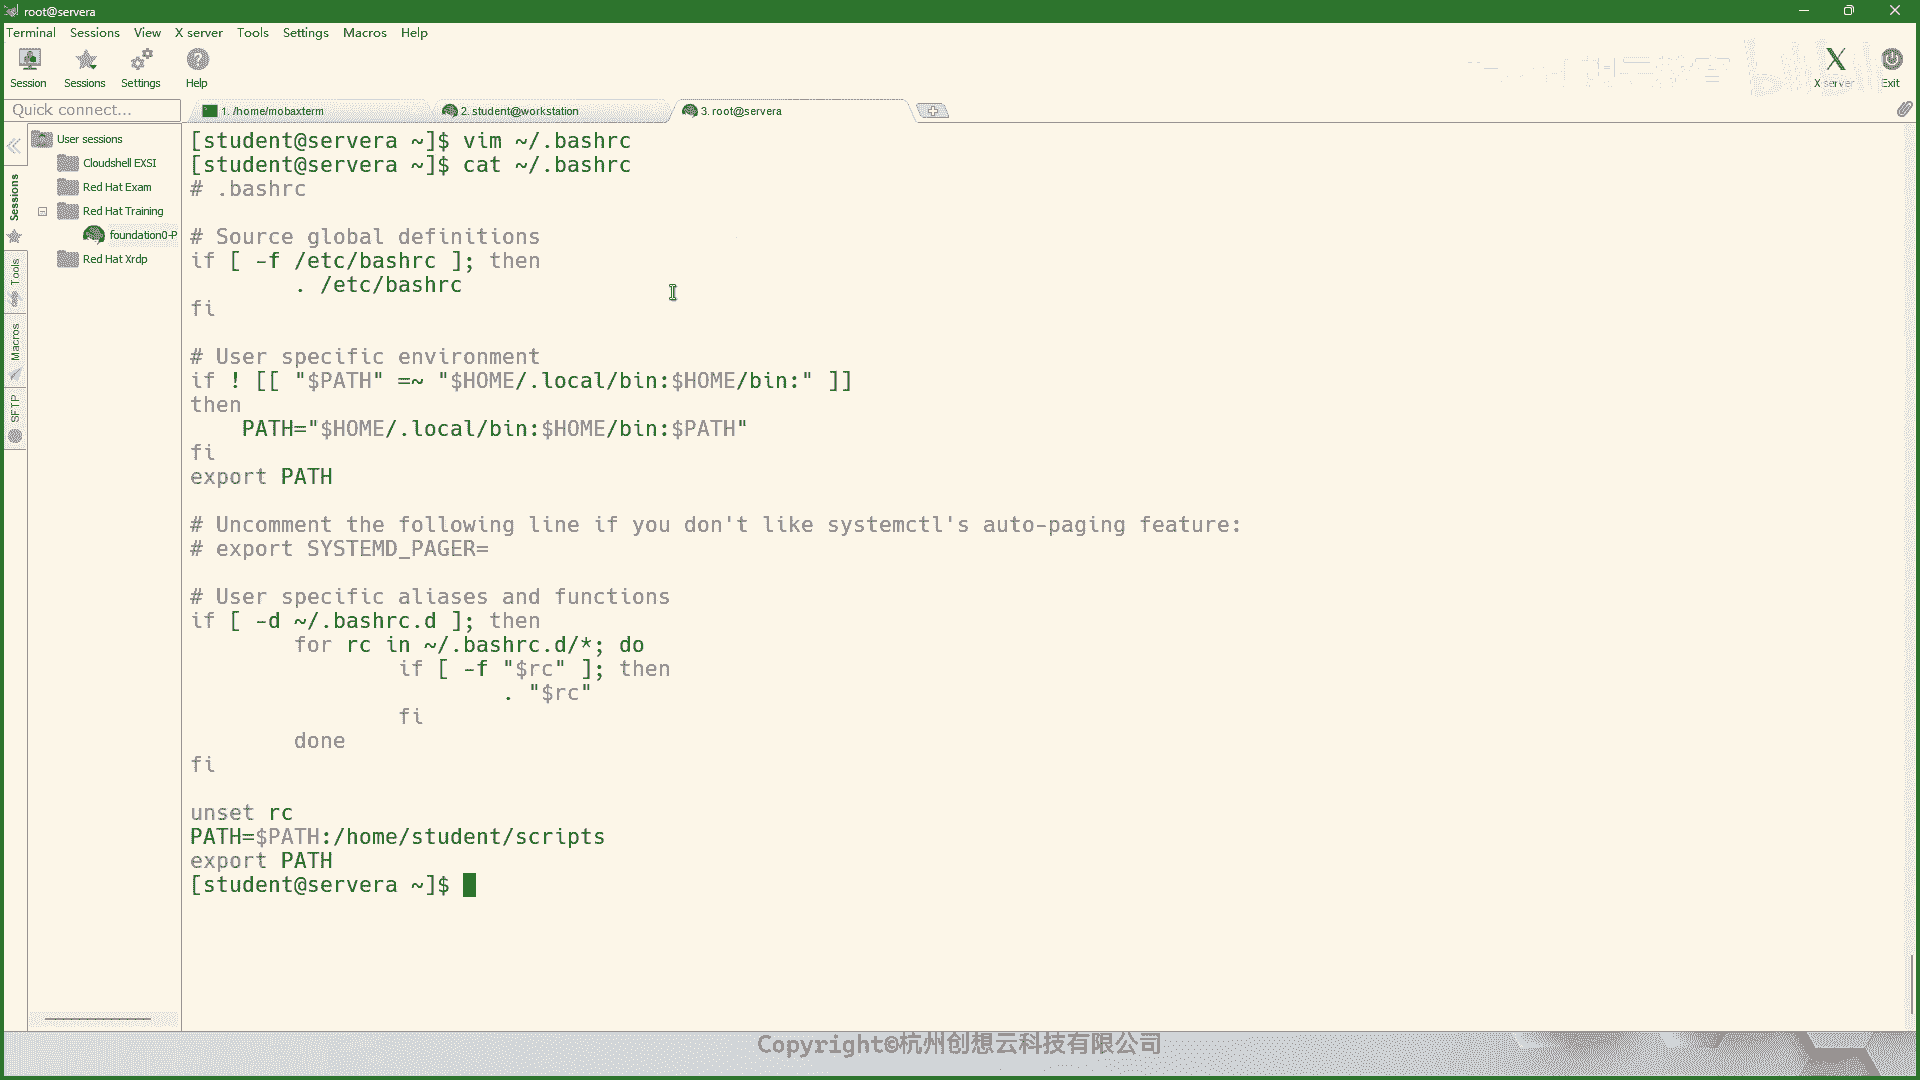 root@servera
Terminal Sessions View X server Tools Settings Macros Help
Session Sessions Settings Help X server Exit
Quick connect...
1. /home/mobaxterm
2. student@workstation
3. root@servera
User sessions
Cloudshell EXSI
Red Hat Exam
Red Hat Training
foundation0-P
Red Hat Xrdp
Sessions
Tools
Macros
SFTP
[student@servera ~]$ vim ~/.bashrc
[student@servera ~]$ cat ~/.bashrc
# .bashrc
# Source global definitions
if [ -f /etc/bashrc ]; then
        . /etc/bashrc
fi
# User specific environment
if ! [[ "$PATH" =~ "$HOME/.local/bin:$HOME/bin:" ]]
then
    PATH="$HOME/.local/bin:$HOME/bin:$PATH"
fi
export PATH
# Uncomment the following line if you don't like systemctl's auto-paging feature:
# export SYSTEMD_PAGER=
# User specific aliases and functions
if [ -d ~/.bashrc.d ]; then
        for rc in ~/.bashrc.d/*; do
                if [ -f "$rc" ]; then
                        . "$rc"
                fi
        done
fi
unset rc
PATH=$PATH:/home/student/scripts
export PATH
[student@servera ~]$
Copyright©杭州创想云科技有限公司